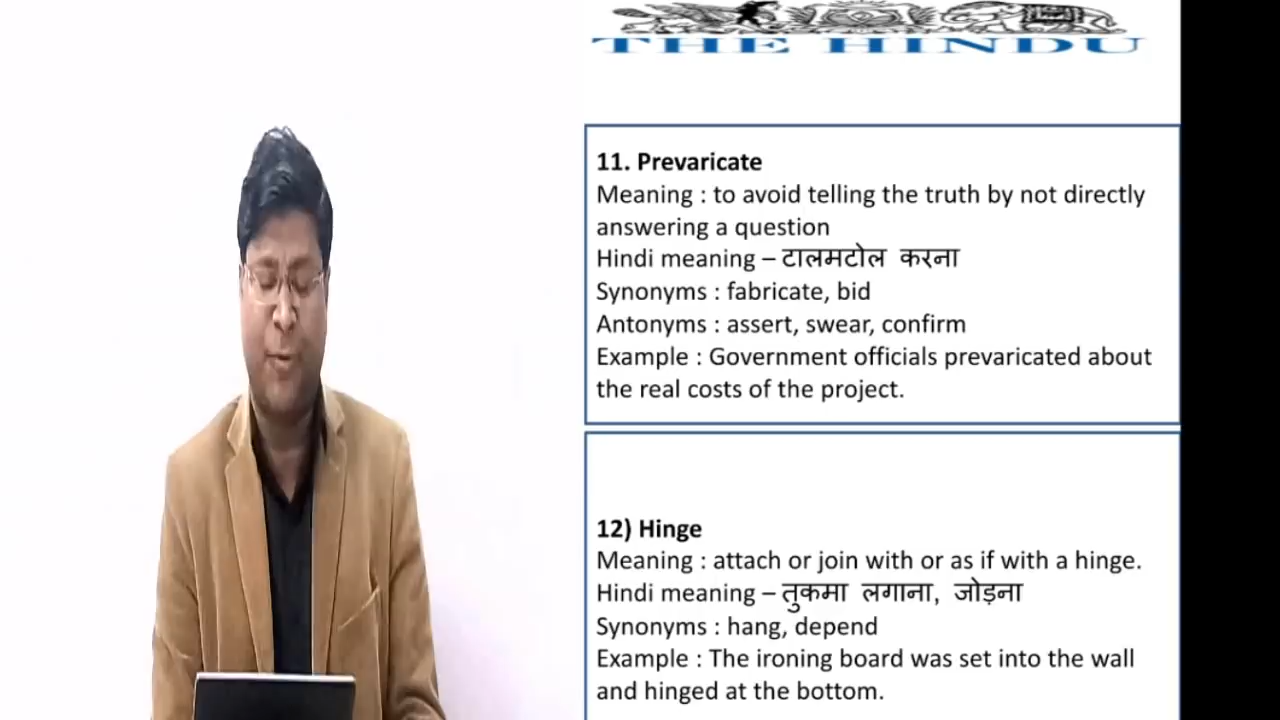 THE HINDU
11. Prevaricate
Meaning : to avoid telling the truth by not directly
answering a question
Hindi meaning – टालमटोल करना
Synonyms : fabricate, bid
Antonyms : assert, swear, confirm
Example : Government officials prevaricated about
the real costs of the project.
12) Hinge
Meaning : attach or join with or as if with a hinge.
Hindi meaning – तुकमा लगाना, जोड़ना
Synonyms : hang, depend
Example : The ironing board was set into the wall
and hinged at the bottom.